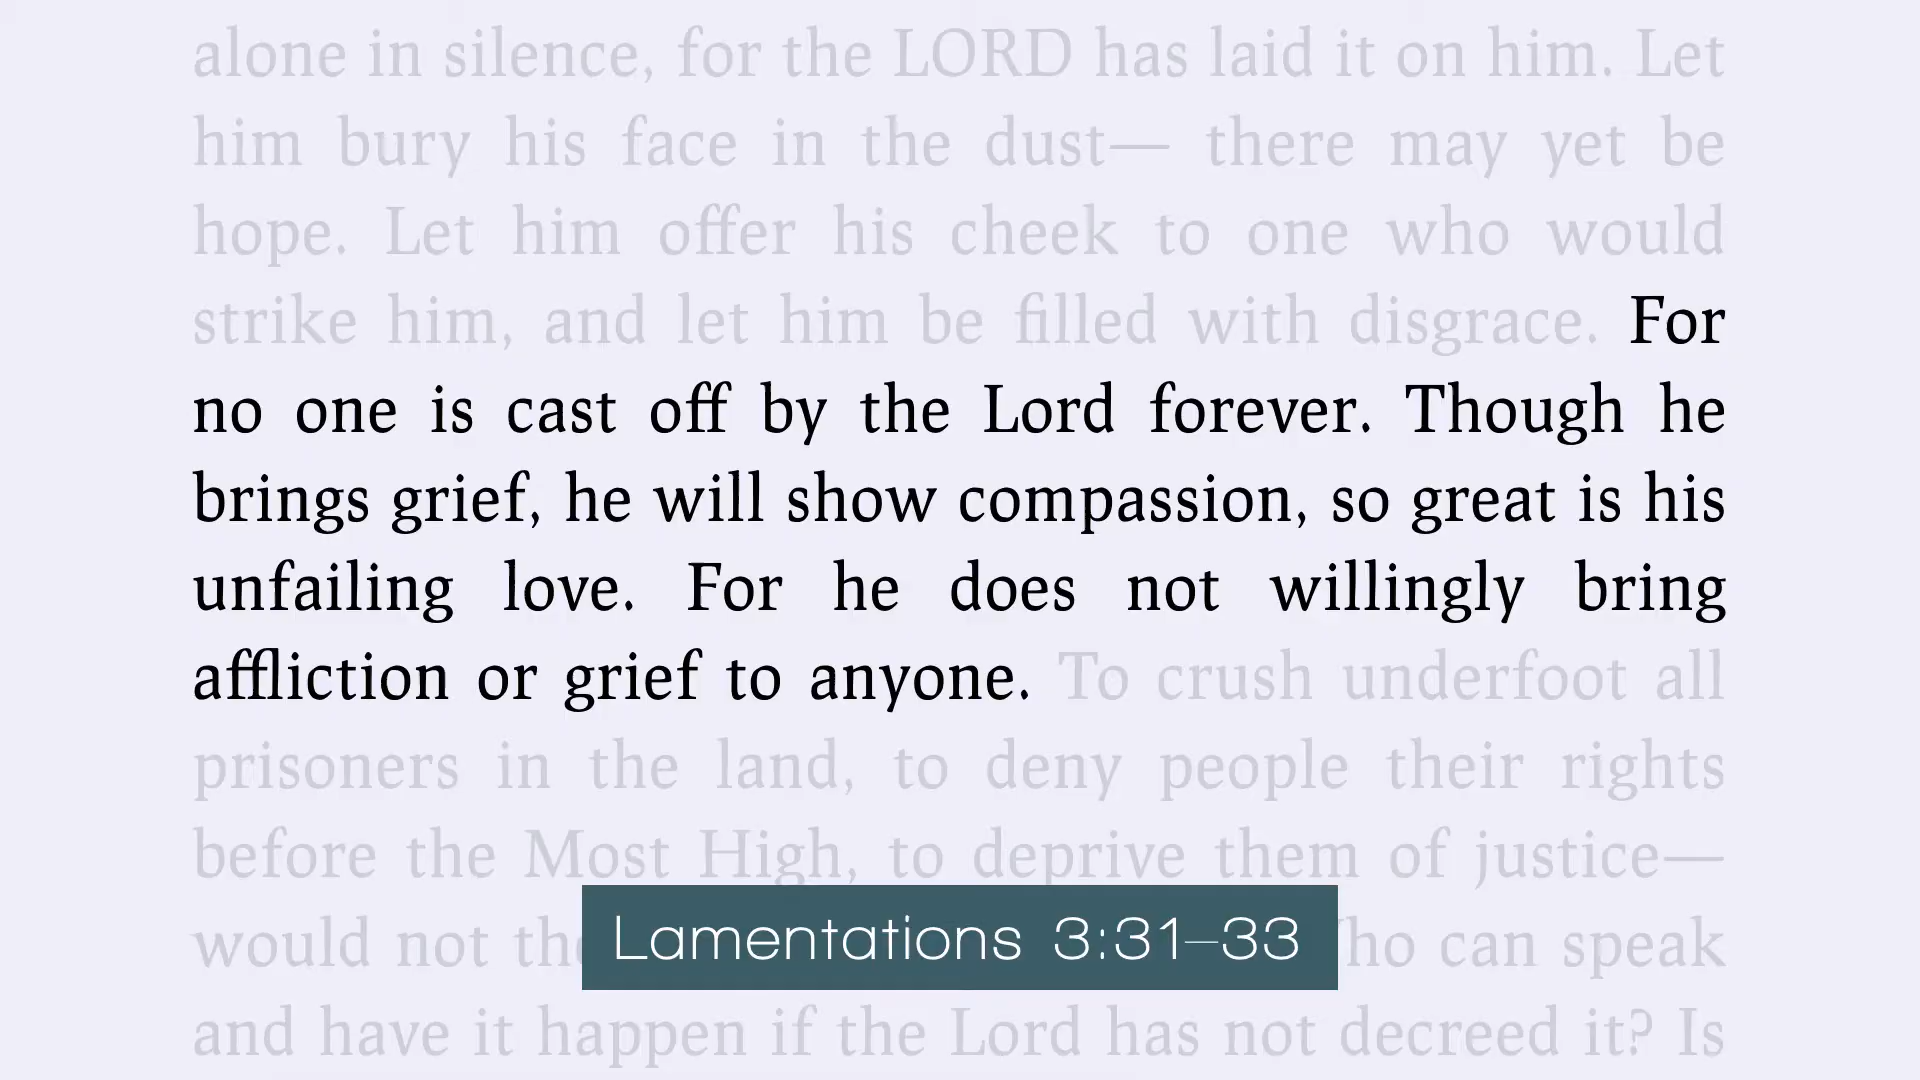 alone in silence, for the LORD has laid it on him. Let
him bury his face in the dust— there may yet be
hope. Let him offer his cheek to one who would
strike him, and let him be filled with disgrace. For
no one is cast off by the Lord forever. Though he
brings grief, he will show compassion, so great is his
unfailing love. For he does not willingly bring
affliction or grief to anyone. To crush underfoot all
prisoners in the land, to deny people their rights
before the Most High, to deprive them of justice—
would not can speak
Lamentations 3:31–33
and have it happen if the Lord has not decreed it? Is